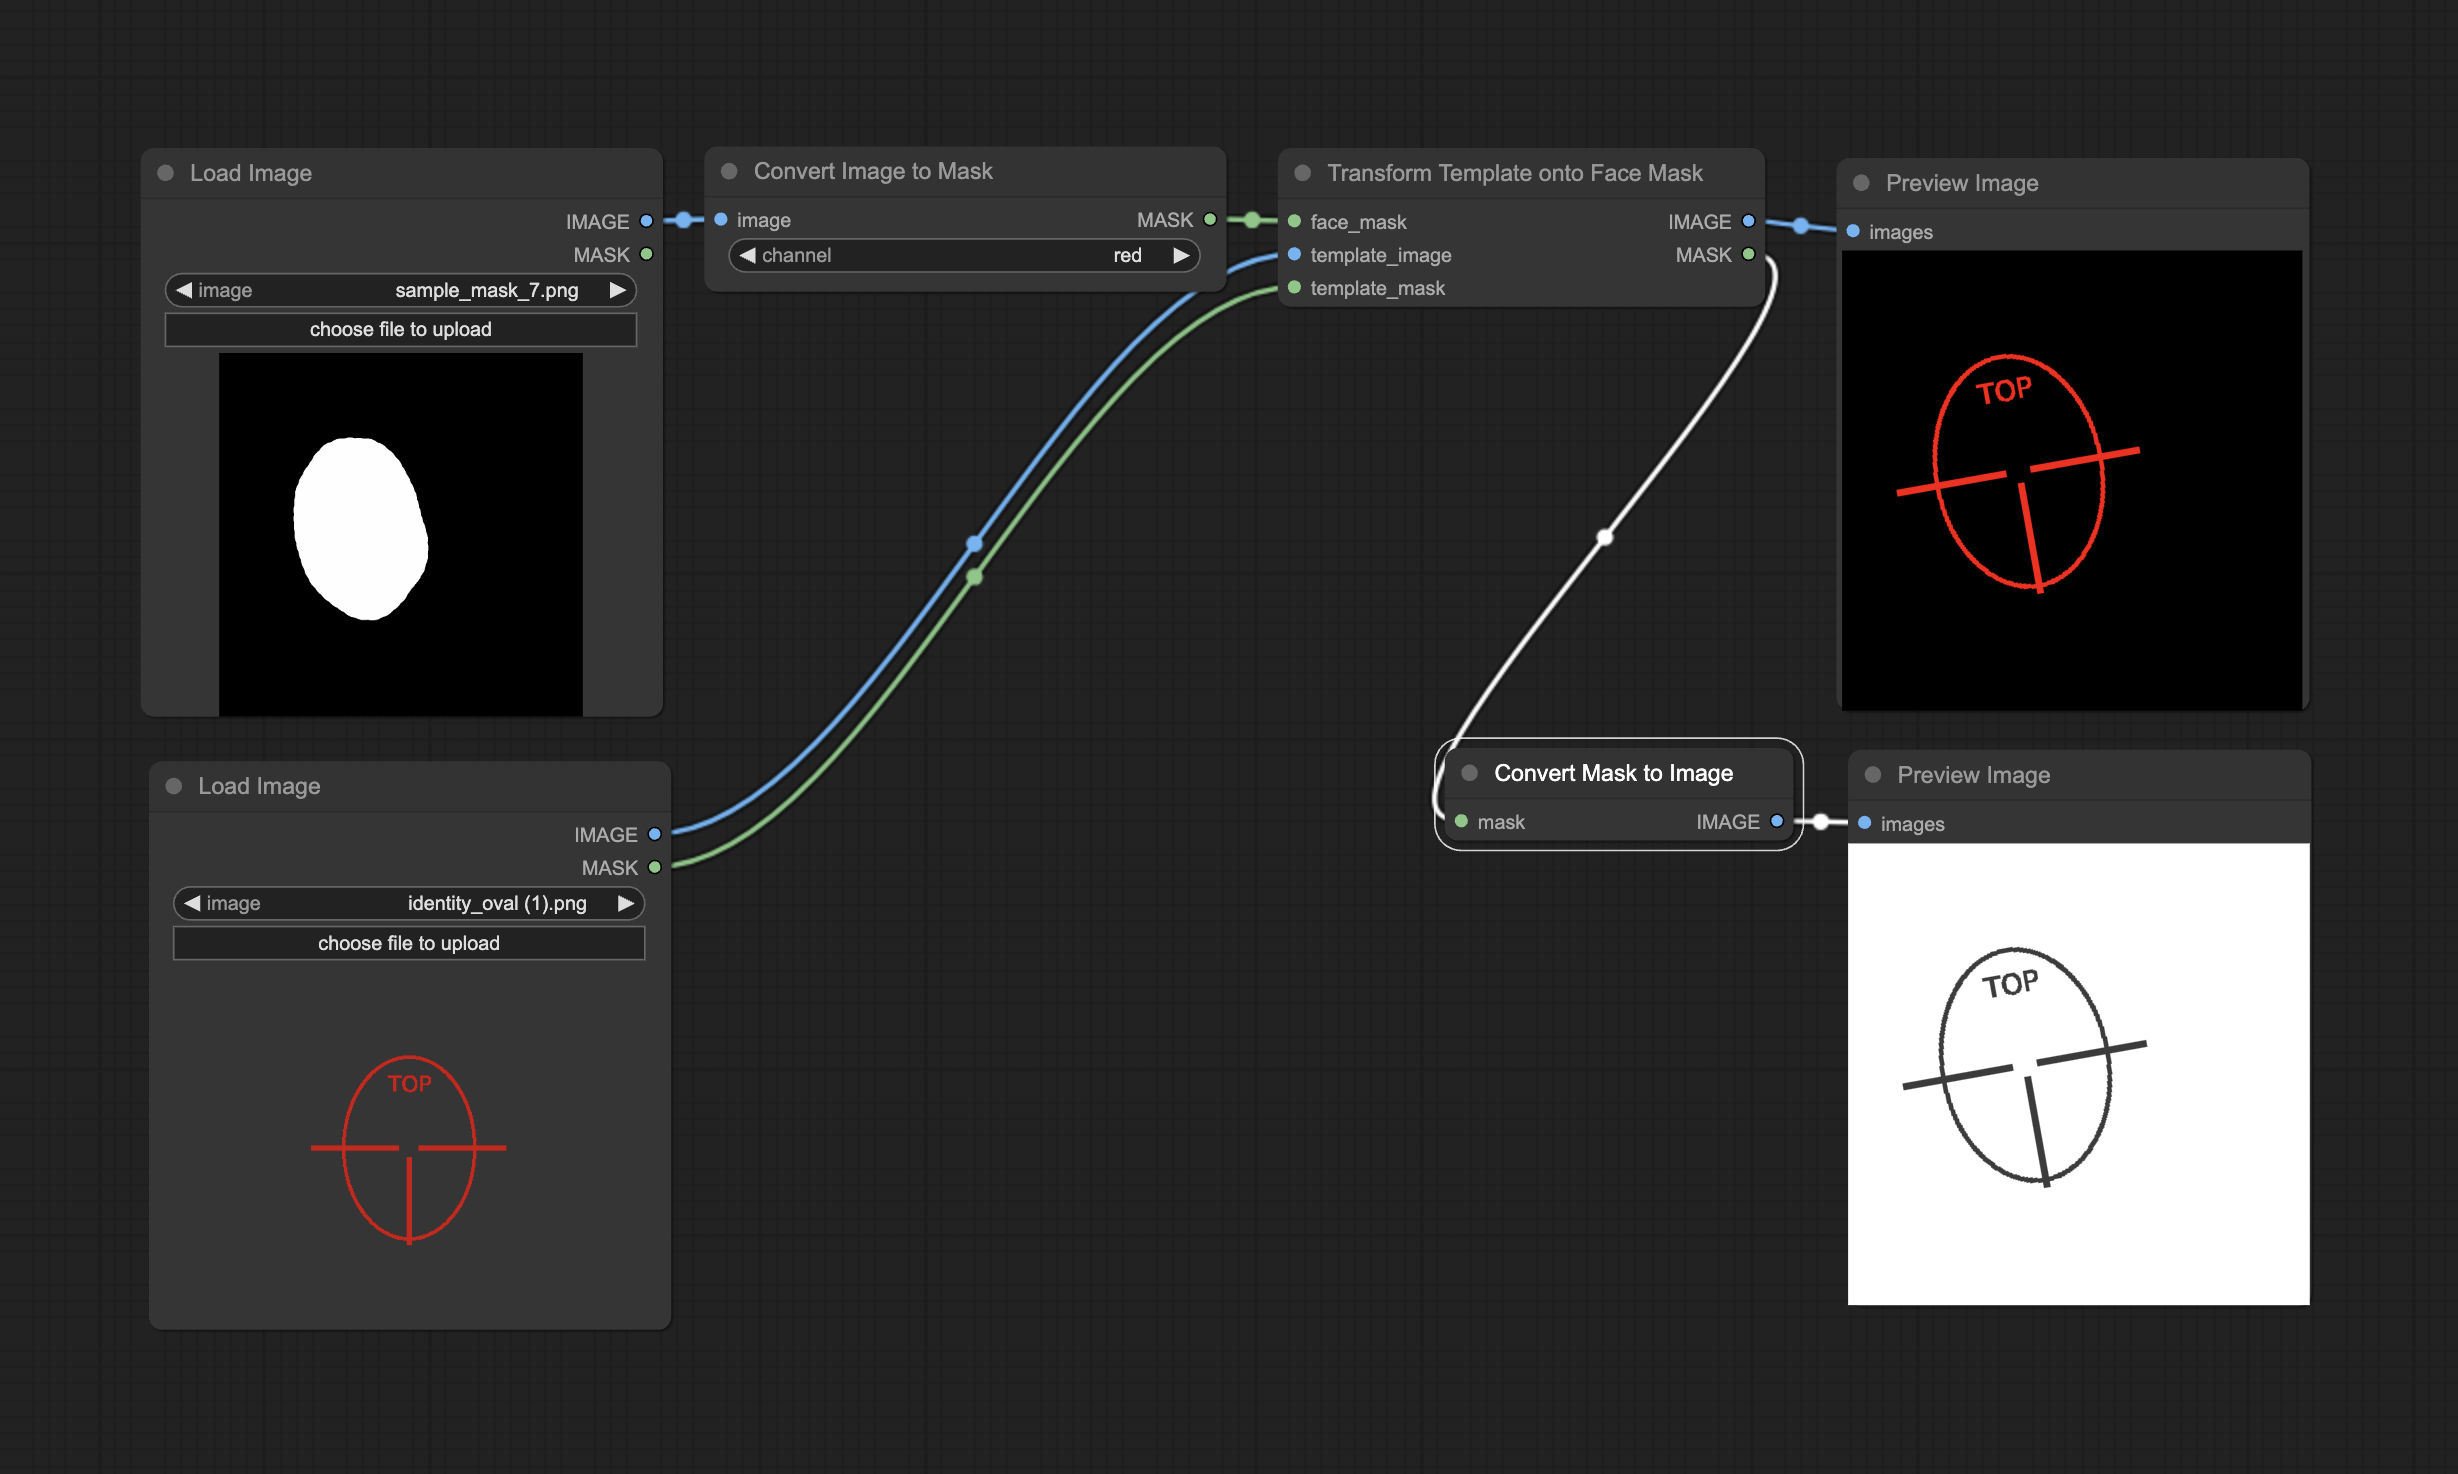 Load Image
IMAGE
MASK
image sample_mask_7.png
choose file to upload
Convert Image to Mask
image MASK
channel red
Transform Template onto Face Mask
face_mask IMAGE
template_image MASK
template_mask
Preview Image
images
TOP
Load Image
IMAGE
MASK
image identity_oval (1).png
choose file to upload
TOP
Convert Mask to Image
mask IMAGE
Preview Image
images
TOP